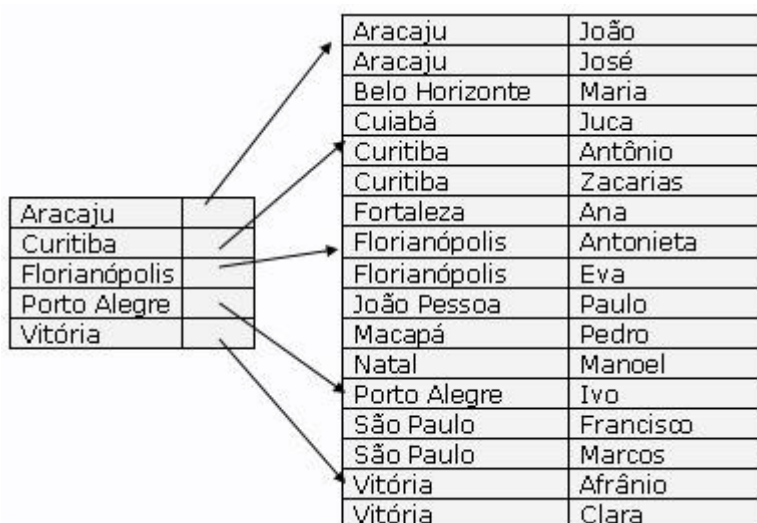 Aracaju
Curitiba
Florianópolis
Porto Alegre
Vitória
Aracaju João
Aracaju José
Belo Horizonte Maria
Cuiabá Juca
Curitiba Antônio
Curitiba Zacarias
Fortaleza Ana
Florianópolis Antonieta
Florianópolis Eva
João Pessoa Paulo
Macapá Pedro
Natal Manoel
Porto Alegre Ivo
São Paulo Francisco
São Paulo Marcos
Vitória Afrânio
Vitória Clara